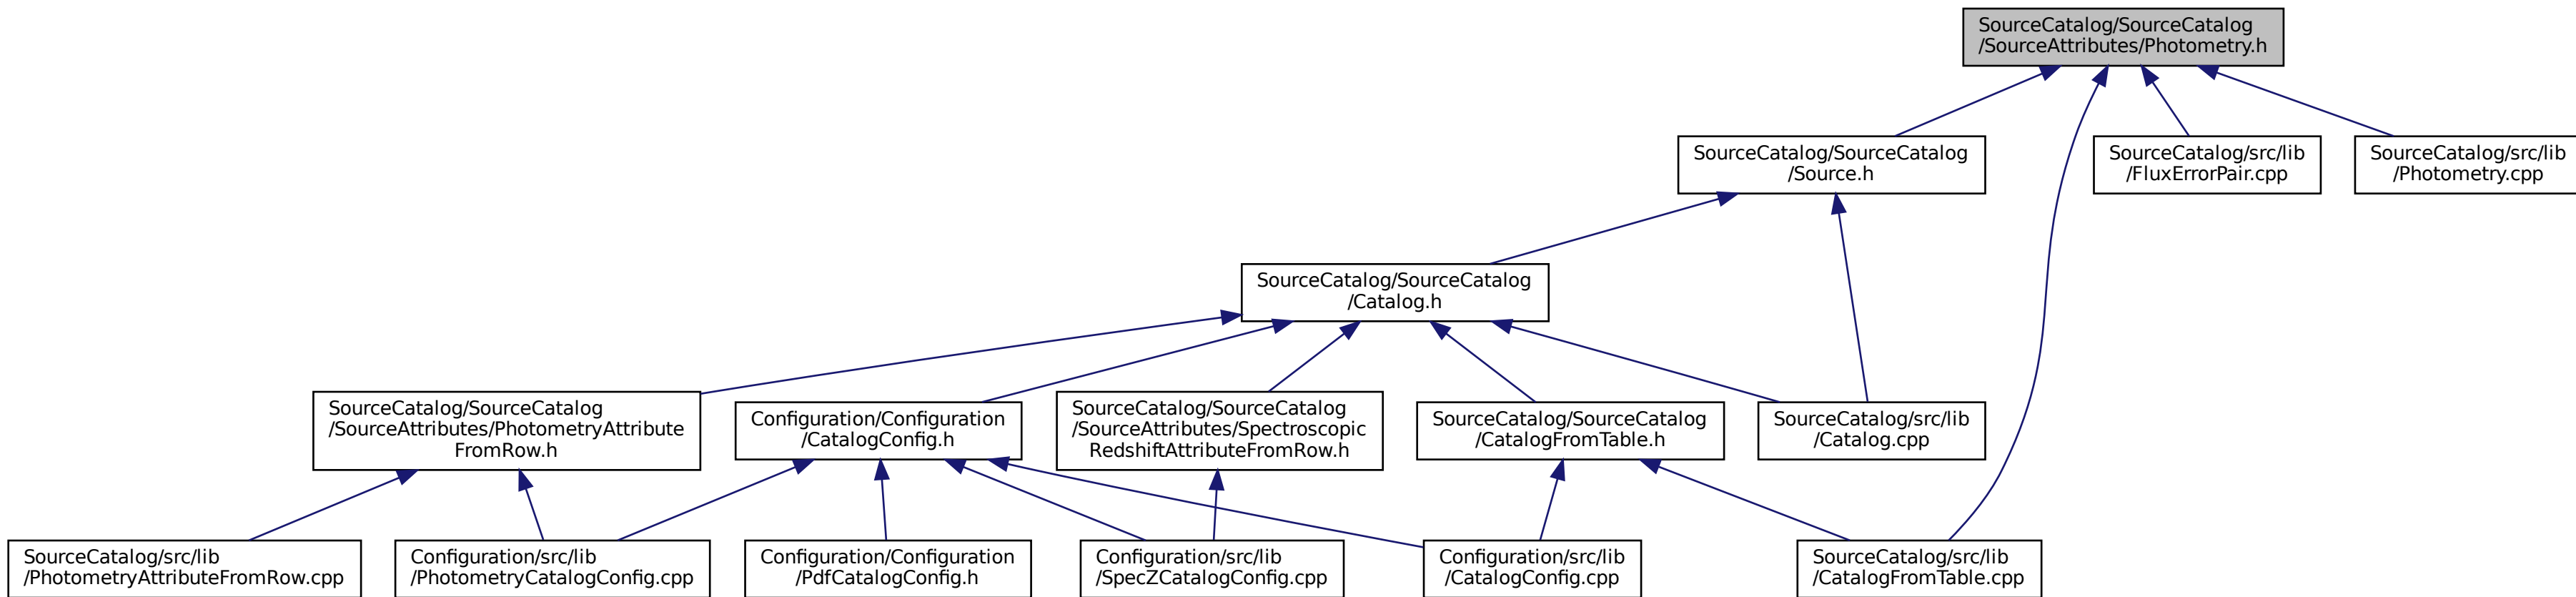 SourceCatalog/SourceCatalog
/SourceAttributes/Photometry.h
SourceCatalog/SourceCatalog
/Source.h
SourceCatalog/src/lib
/FluxErrorPair.cpp
SourceCatalog/src/lib
/Photometry.cpp
SourceCatalog/SourceCatalog
/Catalog.h
SourceCatalog/SourceCatalog
/SourceAttributes/PhotometryAttribute
FromRow.h
Configuration/Configuration
/CatalogConfig.h
SourceCatalog/SourceCatalog
/SourceAttributes/Spectroscopic
RedshiftAttributeFromRow.h
SourceCatalog/SourceCatalog
/CatalogFromTable.h
SourceCatalog/src/lib
/Catalog.cpp
SourceCatalog/src/lib
/PhotometryAttributeFromRow.cpp
Configuration/src/lib
/PhotometryCatalogConfig.cpp
Configuration/Configuration
/PdfCatalogConfig.h
Configuration/src/lib
/SpecZCatalogConfig.cpp
Configuration/src/lib
/CatalogConfig.cpp
SourceCatalog/src/lib
/CatalogFromTable.cpp